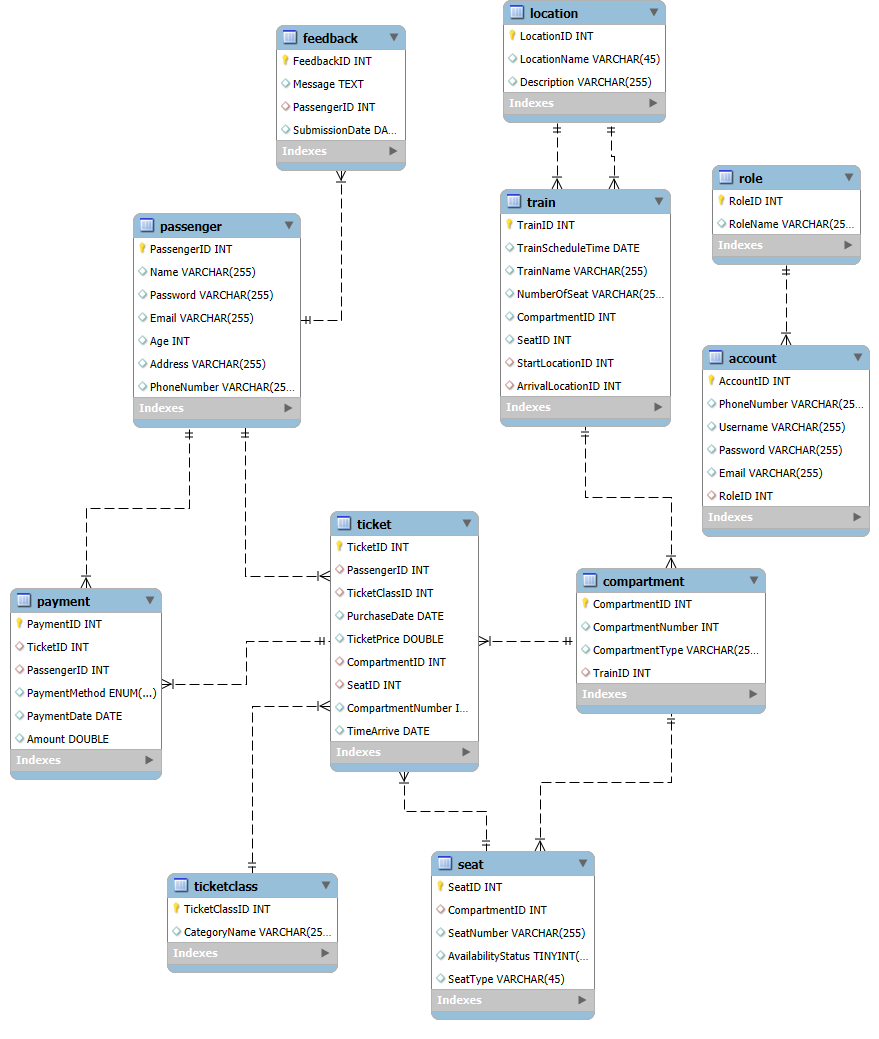 feedback
FeedbackID INT
Message TEXT
PassengerID INT
SubmissionDate DA...
Indexes
location
LocationID INT
LocationName VARCHAR(45)
Description VARCHAR(255)
Indexes
role
RoleID INT
RoleName VARCHAR(25...
Indexes
passenger
PassengerID INT
Name VARCHAR(255)
Password VARCHAR(255)
Email VARCHAR(255)
Age INT
Address VARCHAR(255)
PhoneNumber VARCHAR(25...
Indexes
train
TrainID INT
TrainScheduleTime DATE
TrainName VARCHAR(255)
NumberOfSeat VARCHAR(25...
CompartmentID INT
SeatID INT
StartLocationID INT
ArrivalLocationID INT
Indexes
account
AccountID INT
PhoneNumber VARCHAR(25...
Username VARCHAR(255)
Password VARCHAR(255)
Email VARCHAR(255)
RoleID INT
Indexes
payment
PaymentID INT
TicketID INT
PassengerID INT
PaymentMethod ENUM(...)
PaymentDate DATE
Amount DOUBLE
Indexes
ticket
TicketID INT
PassengerID INT
TicketClassID INT
PurchaseDate DATE
TicketPrice DOUBLE
CompartmentID INT
SeatID INT
CompartmentNumber I...
TimeArrive DATE
Indexes
compartment
CompartmentID INT
CompartmentNumber INT
CompartmentType VARCHAR(25...
TrainID INT
Indexes
ticketclass
TicketClassID INT
CategoryName VARCHAR(25...
Indexes
seat
SeatID INT
CompartmentID INT
SeatNumber VARCHAR(255)
AvailabilityStatus TINYINT(...
SeatType VARCHAR(45)
Indexes